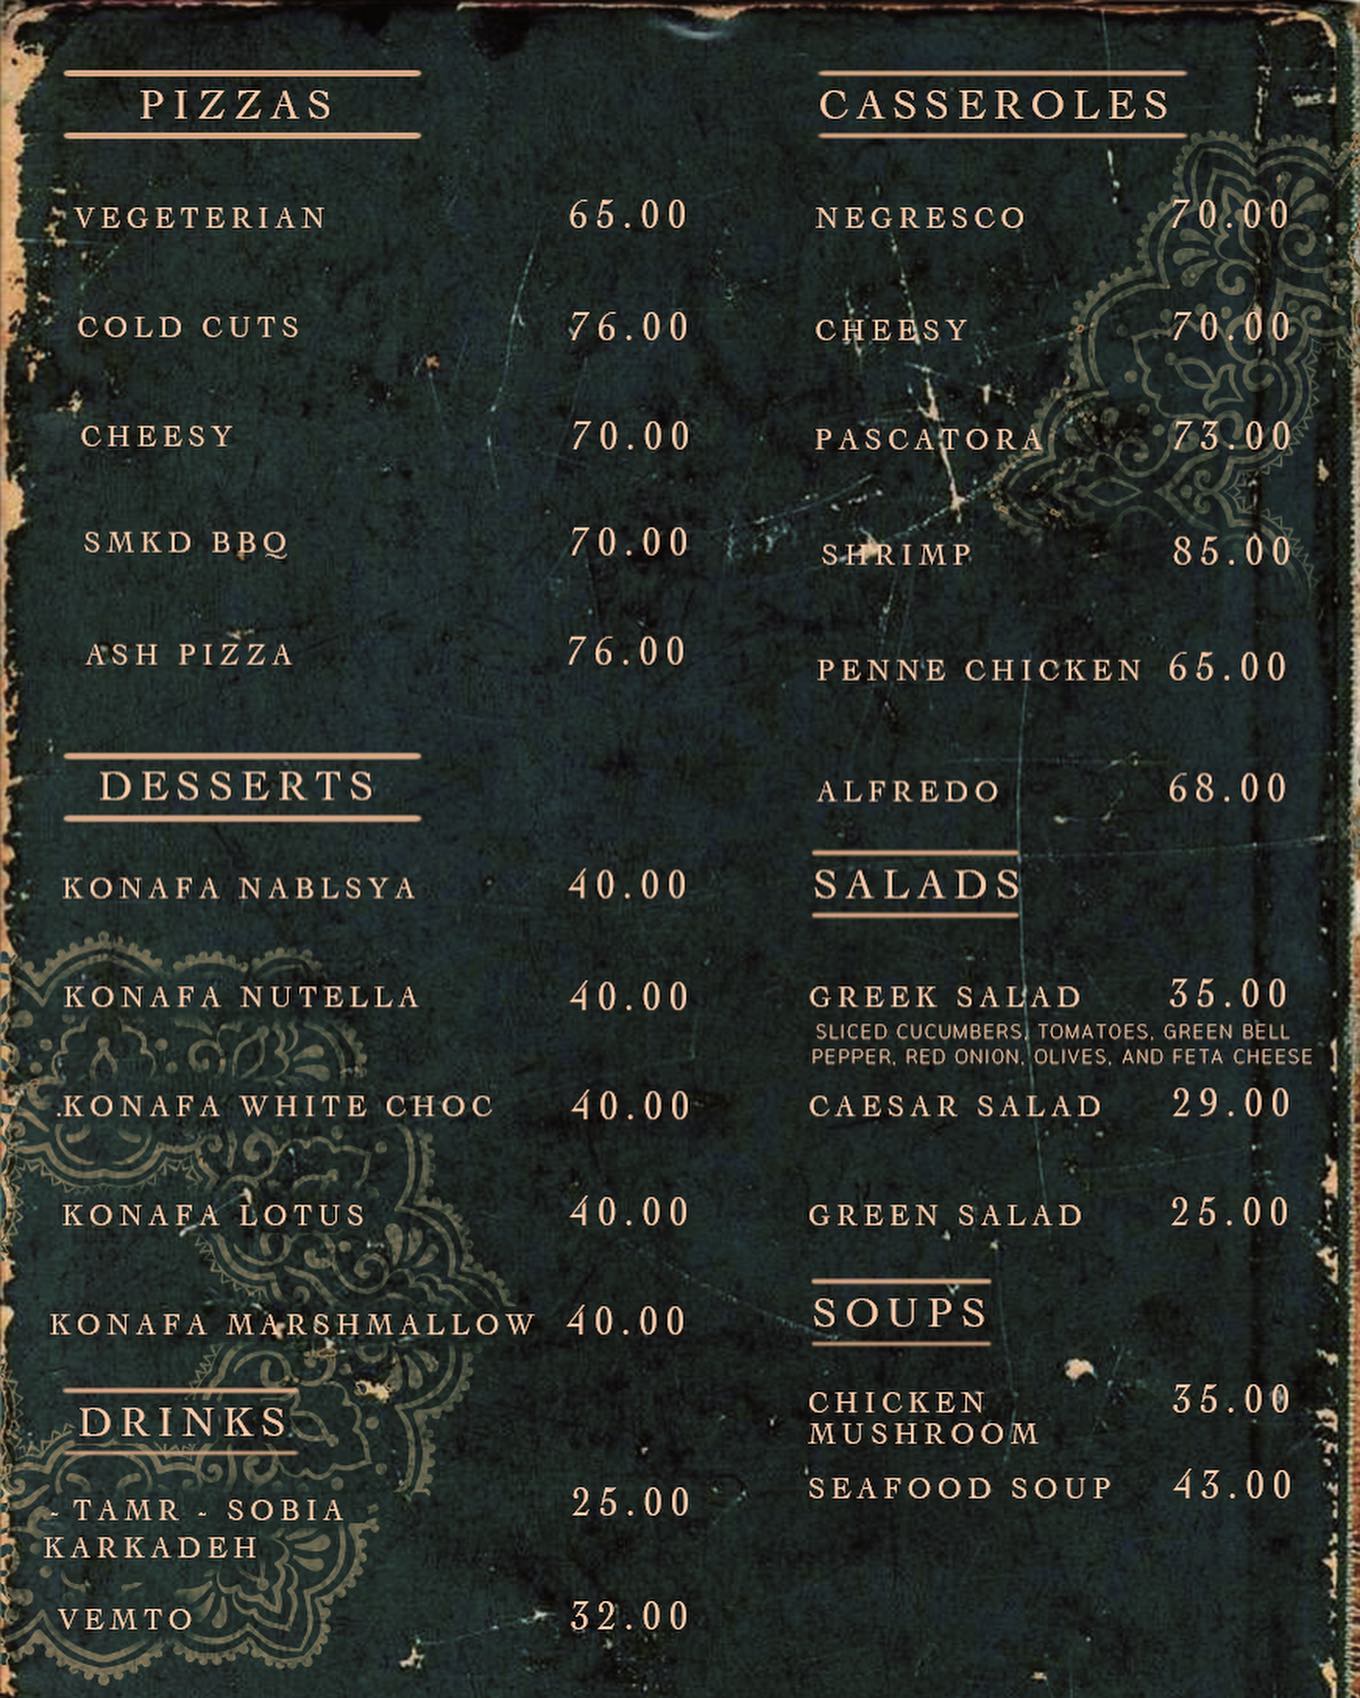 PIZZAS
VEGETERIAN 65.00
COLD CUTS 76.00
CHEESY 70.00
SMKD BBQ 70.00
ASH PIZZA 76.00
DESSERTS
KONAFA NABLSYA 40.00
KONAFA NUTELLA 40.00
.KONAFA WHITE CHOC 40.00
KONAFA LOTUS 40.00
KONAFA MARSHMALLOW 40.00
DRINKS
- TAMR - SOBIA 25.00
KARKADEH
VEMTO 32.00
CASSEROLES
NEGRESCO 70.00
CHEESY 70.00
PASCATORA 73.00
SHRIMP 85.00
PENNE CHICKEN 65.00
ALFREDO 68.00
SALADS
GREEK SALAD 35.00
SLICED CUCUMBERS, TOMATOES, GREEN BELL
PEPPER, RED ONION, OLIVES, AND FETA CHEESE
CAESAR SALAD 29.00
GREEN SALAD 25.00
SOUPS
CHICKEN 35.00
MUSHROOM
SEAFOOD SOUP 43.00